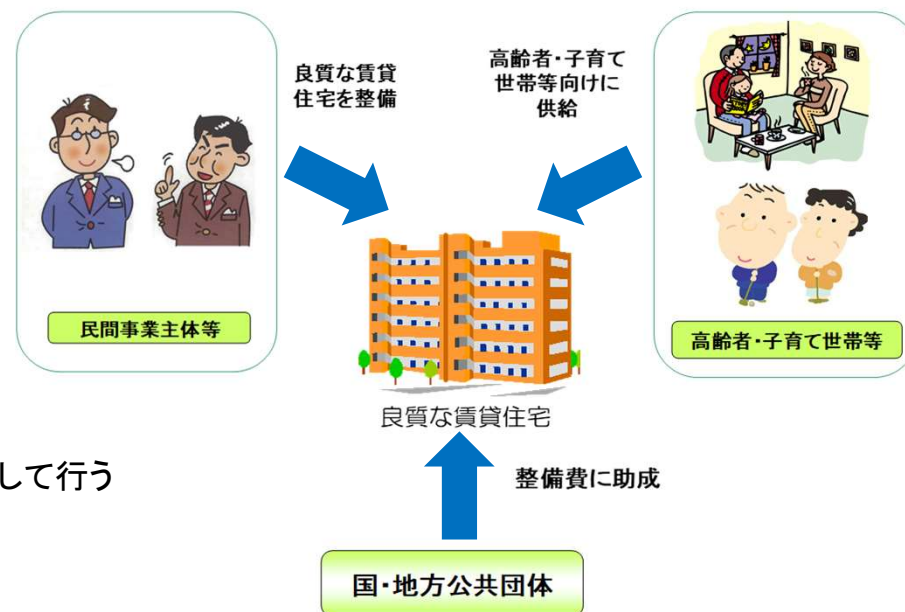 良質な賃貸
住宅を整備
高齢者・子育て
世帯等向けに
供給
民間事業主体等
高齢者・子育て世帯等
良質な賃貸住宅
して行う
整備費に助成
国・地方公共団体